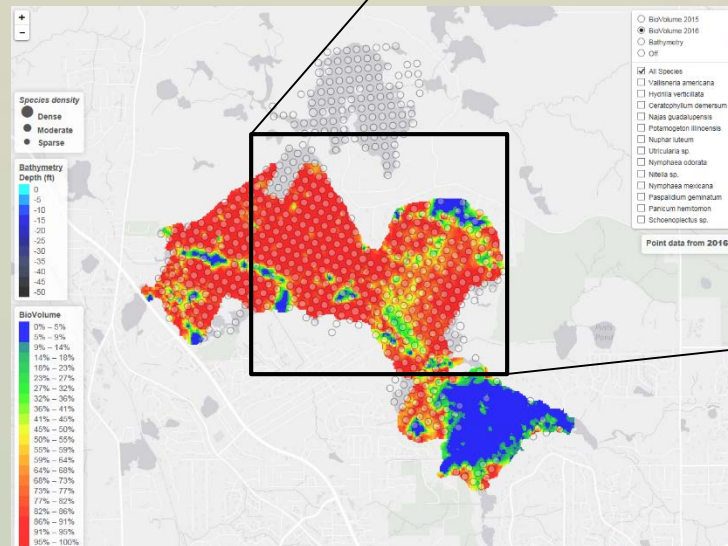 +
−
Species density
Dense
Moderate
Sparse
Bathymetry
Depth (ft)
0
-5
-10
-15
-20
-25
-30
-35
-40
-45
-50
BioVolume
0% – 5%
5% – 9%
9% – 14%
14% – 18%
18% – 23%
23% – 27%
27% – 32%
32% – 36%
36% – 41%
41% – 45%
45% – 50%
50% – 55%
55% – 59%
59% – 64%
64% – 68%
68% – 73%
73% – 77%
77% – 82%
82% – 86%
86% – 91%
91% – 95%
95% – 100%
BioVolume 2015
BioVolume 2016
Bathymetry
Off
All Species
Vallisneria americana
Hydrilla verticillata
Ceratophyllum demersum
Najas guadalupensis
Potamogeton illinoensis
Nuphar luteum
Utricularia sp.
Nymphaea odorata
Nitella sp.
Nymphaea mexicana
Paspalidium geminatum
Panicum hemitomon
Schoenoplectus sp.
Point data from 2016
Pond